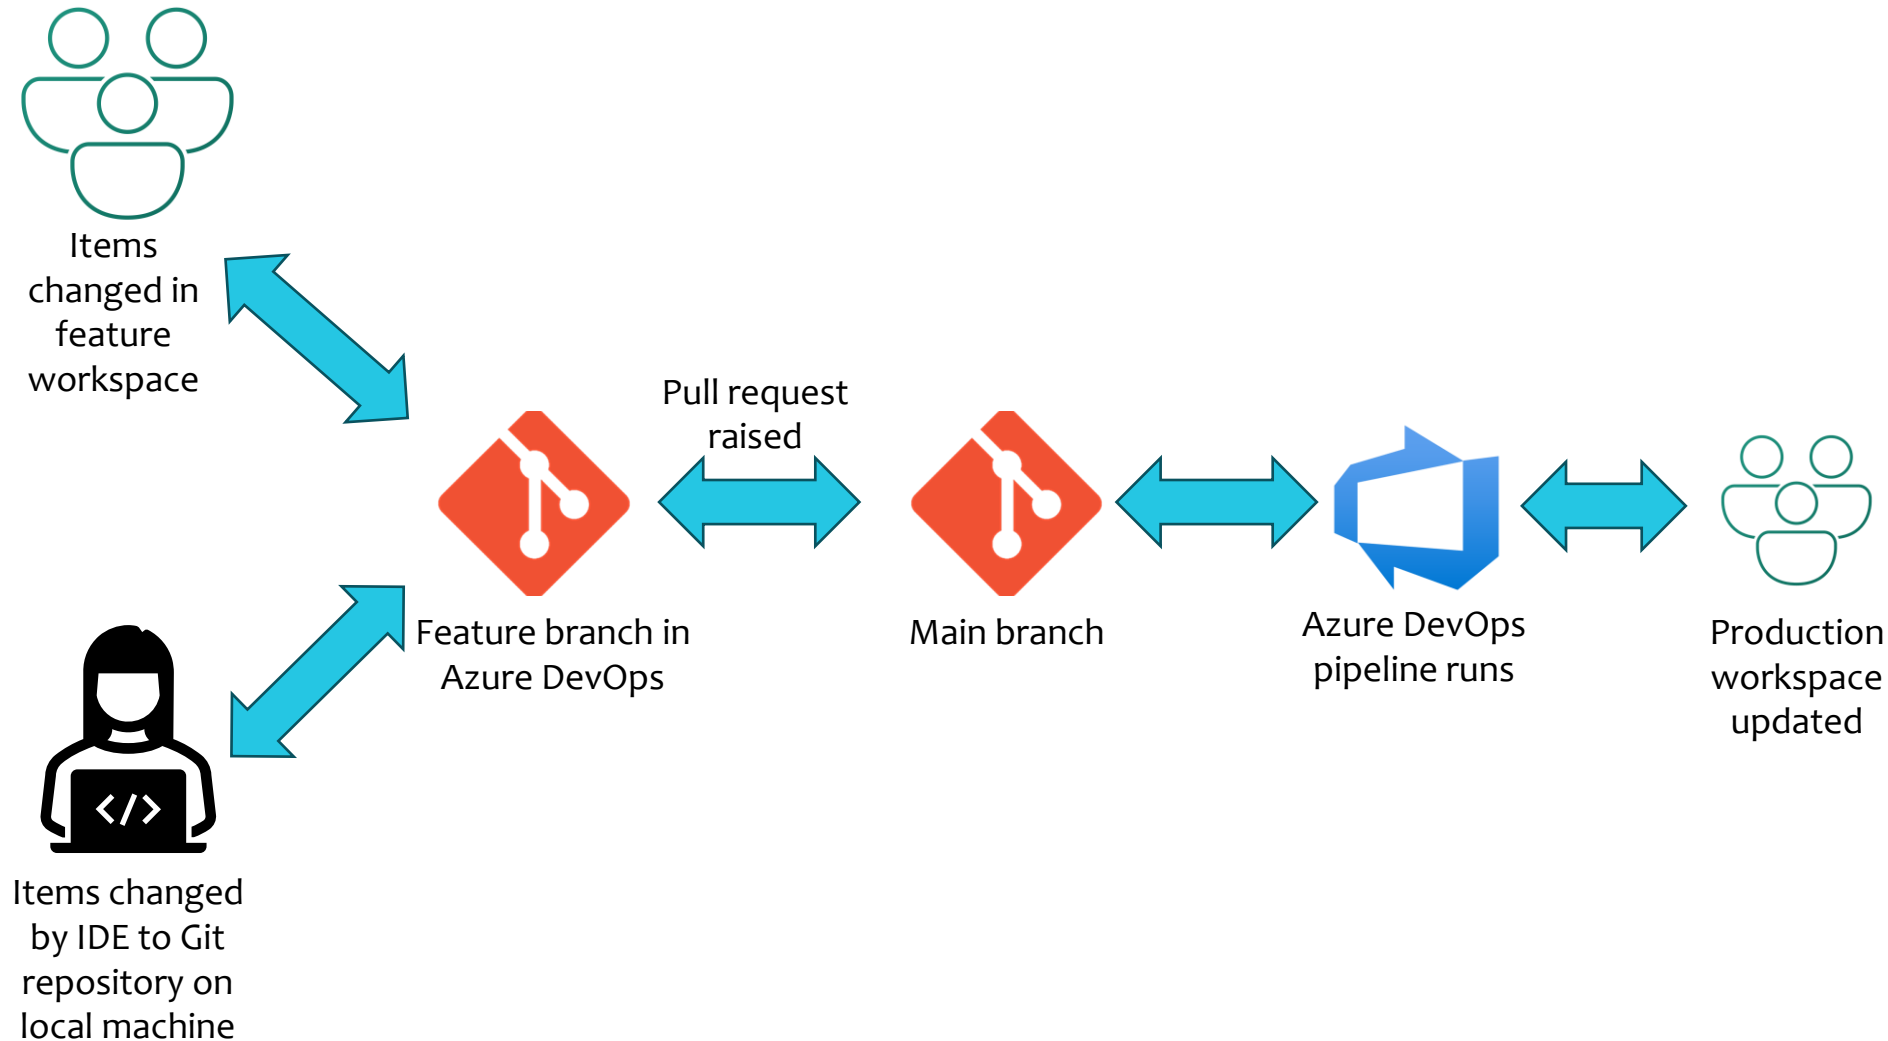 Items
changed in
feature
workspace
Pull request
raised
Feature branch in
Azure DevOps
Main branch
Azure DevOps
pipeline runs
Production
workspace
updated
</>
Items changed
by IDE to Git
repository on
local machine